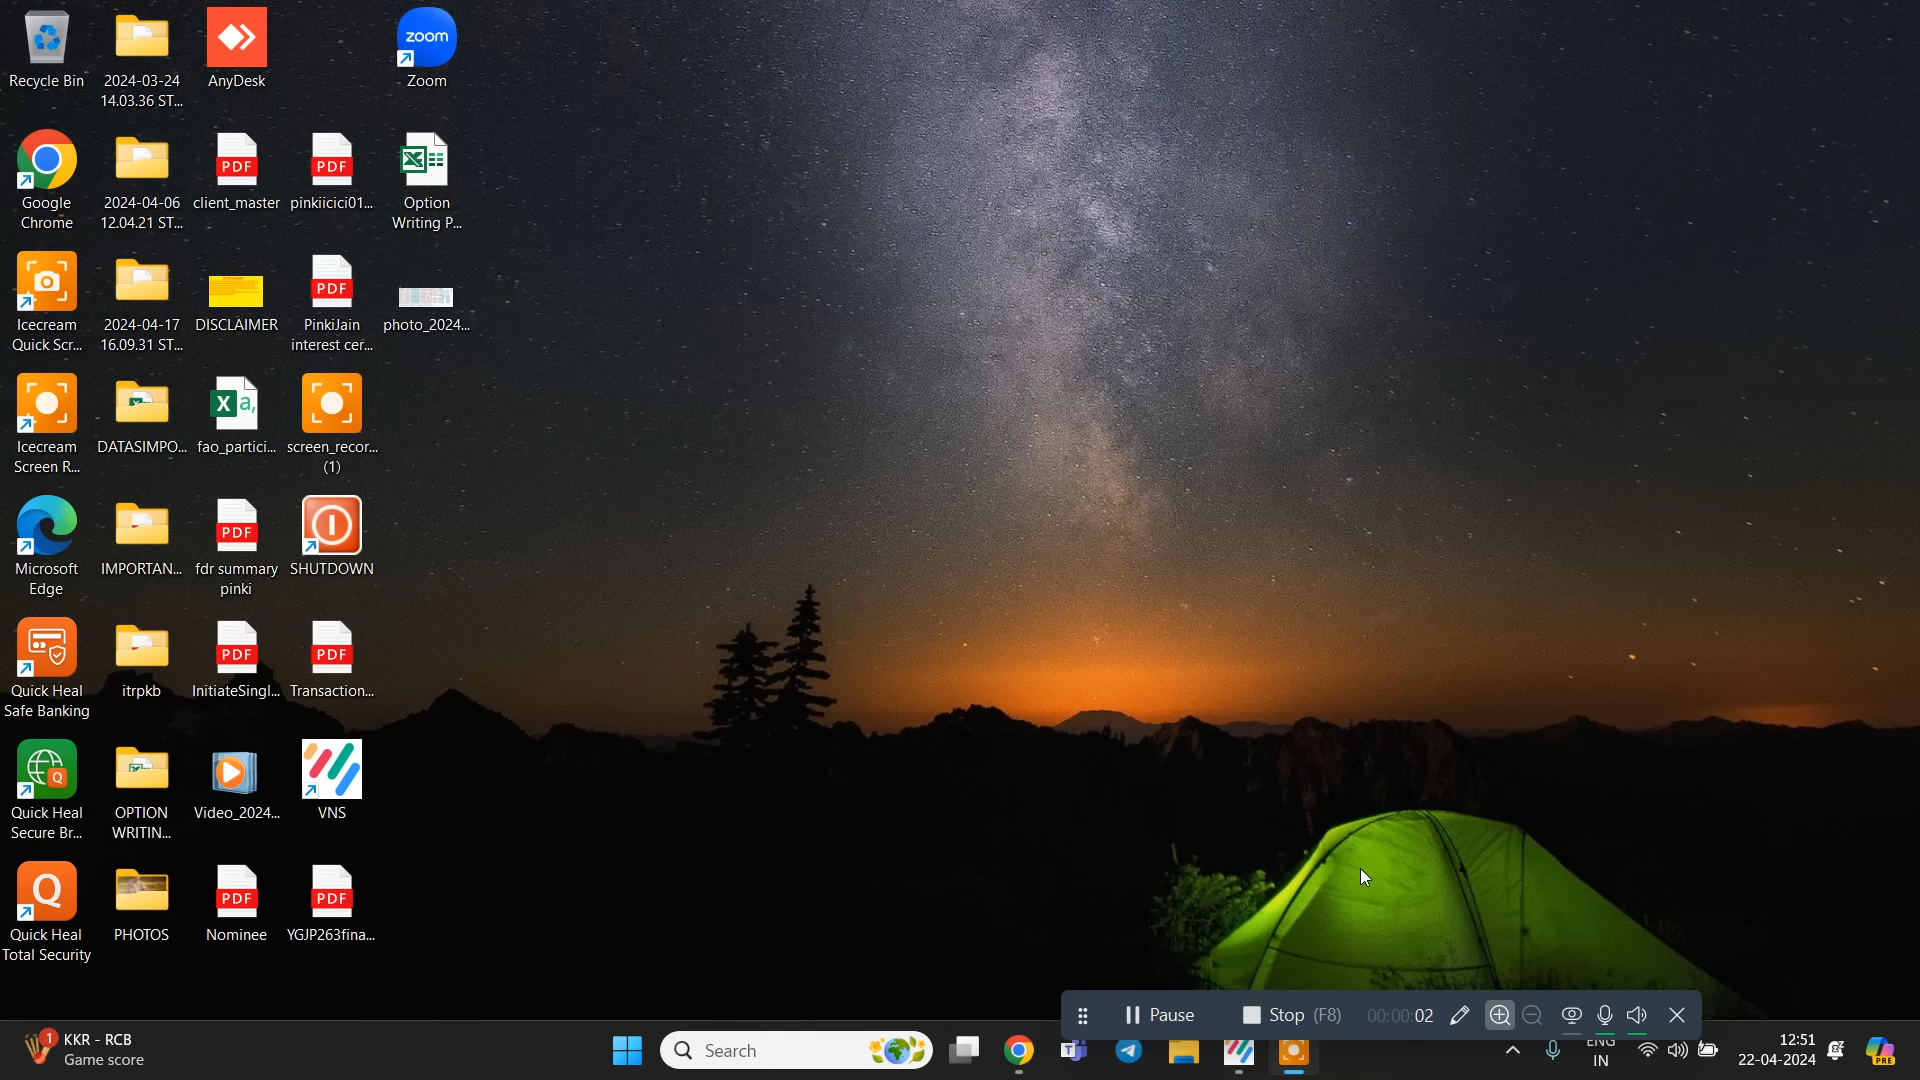 Recycle Bin
2024-03-24
14.03.36 ST...
AnyDesk
zoom
Zoom
Google
Chrome
2024-04-06
12.04.21 ST...
PDF
client_master
PDF
pinkiicici01...
Option
Writing P...
Icecream
Quick Scr...
2024-04-17
16.09.31 ST...
DISCLAIMER
PDF
PinkiJain
interest cer...
photo_2024...
Icecream
Screen R...
DATASIMPO...
X a,
fao_partici...
screen_recor...
(1)
Microsoft
Edge
IMPORTAN...
PDF
fdr summary
pinki
SHUTDOWN
Quick Heal
Safe Banking
itrpkb
PDF
InitiateSingl...
PDF
Transaction...
Quick Heal
Secure Br...
OPTION
WRITIN...
Video_2024...
VNS
Quick Heal
Total Security
PHOTOS
PDF
Nominee
PDF
YGJP263fina...
Pause
Stop (F8)
00:00:02
1
KKR - RCB
Game score
Search
ENG
IN
12:51
22-04-2024
PRE